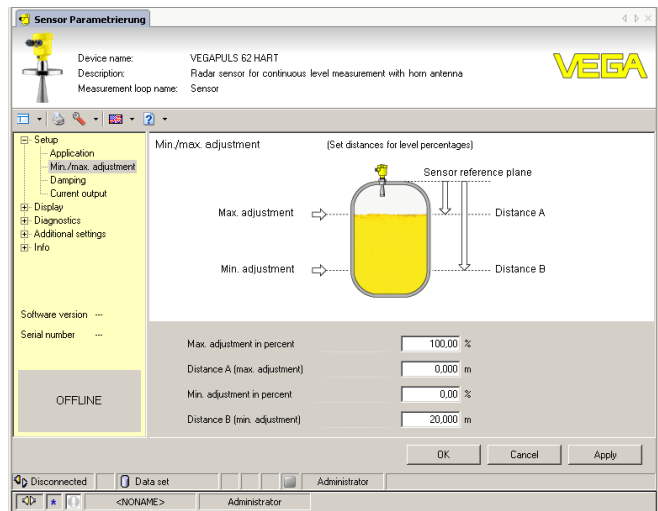 Sensor Parametrierung
Device name: VEGAPULS 62 HART
Description: Radar sensor for continuous level measurement with horn antenna
Measurement loop name: Sensor
VEGA
Setup
Application
Min./max. adjustment
Damping
Current output
Display
Diagnostics
Additional settings
Info
Software version ---
Serial number ---
OFFLINE
Min./max. adjustment (Set distances for level percentages)
Sensor reference plane
Max. adjustment Distance A
Min. adjustment Distance B
Max. adjustment in percent 100,00 %
Distance A (max. adjustment) 0,000 m
Min. adjustment in percent 0,00 %
Distance B (min. adjustment) 20,000 m
OK Cancel Apply
Disconnected Data set Administrator
<NONAME> Administrator